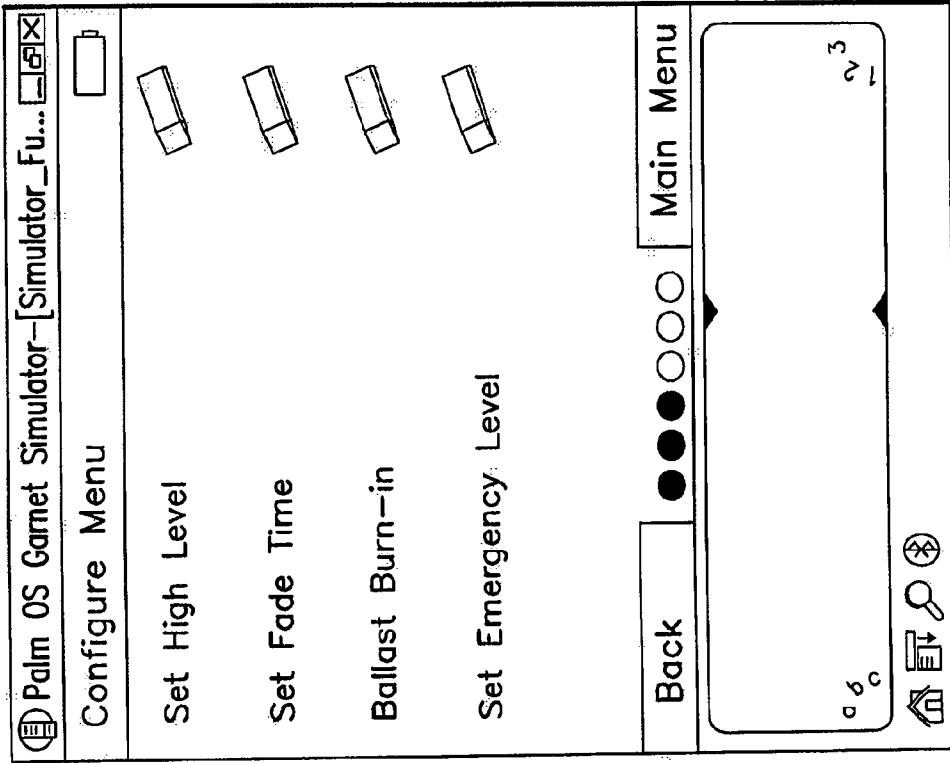 Palm OS Garnet Simulator-[Simulator_Fu...
Configure Menu
Set High Level
Set Fade Time
Ballast Burn-in
Set Emergency Level
Back
Main Menu
a b c
1 2 3